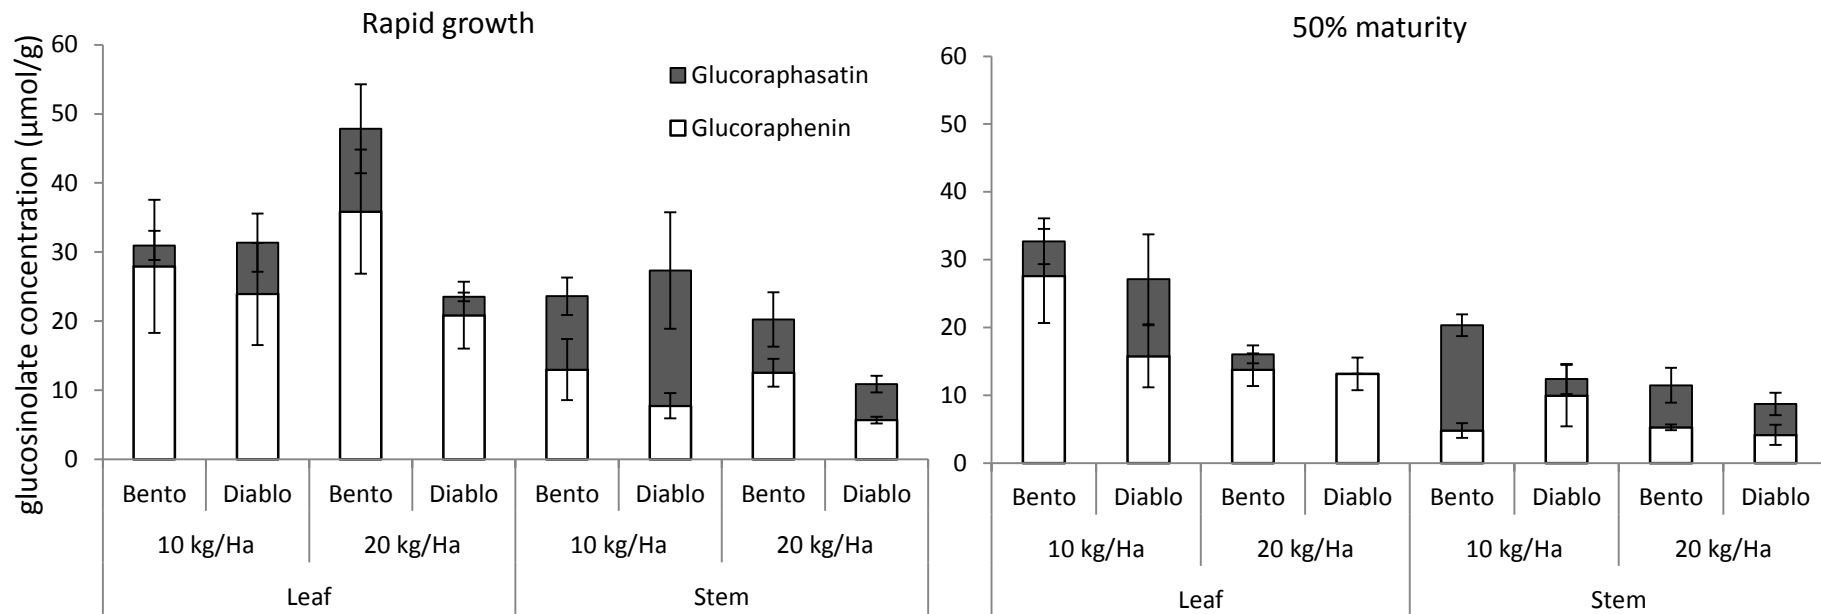 Rapid growth
glucosinolate concentration (µmol/g)
60
50
40
30
20
10
0
Glucoraphasatin
Glucoraphenin
Bento Diablo Bento Diablo Bento Diablo Bento Diablo
10 kg/Ha 20 kg/Ha 10 kg/Ha 20 kg/Ha
Leaf Stem
50% maturity
60
50
40
30
20
10
0
Bento Diablo Bento Diablo Bento Diablo Bento Diablo
10 kg/Ha 20 kg/Ha 10 kg/Ha 20 kg/Ha
Leaf Stem